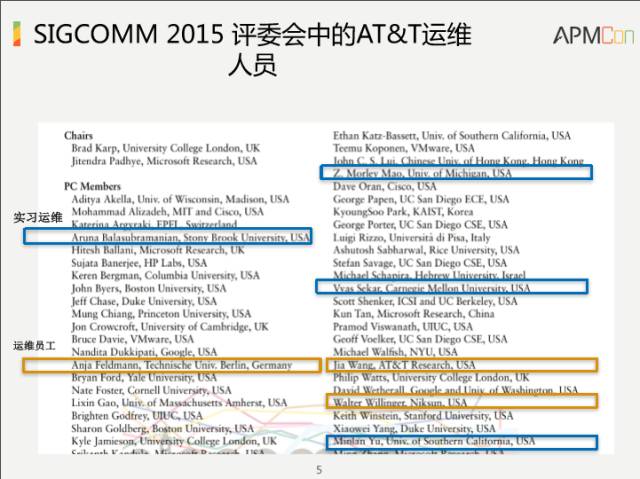 SIGCOMM 2015 评委会中的AT&T运维
人员
APMCon
Chairs
Brad Karp, University College London, UK
Jitendra Padhye, Microsoft Research, USA
PC Members
Aditya Akella, Univ. of Wisconsin, Madison, USA
Mohammad Alizadeh, MIT and Cisco, USA
实习运维
Katerina Argyraki, EPFL, Switzerland
Aruna Balasubramanian, Stony Brook University, USA
Hitesh Ballani, Microsoft Research, UK
Sujata Banerjee, HP Labs, USA
Keren Bergman, Columbia University, USA
John Byers, Boston University, USA
Jeff Chase, Duke University, USA
Mung Chiang, Princeton University, USA
Jon Crowcroft, University of Cambridge, UK
Bruce Davie, VMware, USA
运维员工
Nandita Dukkipati, Google, USA
Anja Feldmann, Technische Univ. Berlin, Germany
Bryan Ford, Yale University, USA
Nate Foster, Cornell University, USA
Lixin Gao, Univ. of Massachusetts Amherst, USA
Brighten Godfrey, UIUC, USA
Sharon Goldberg, Boston University, USA
Kyle Jamieson, University College London, UK
Srikanth Kandula, Microsoft Research, USA
Ethan Katz-Bassett, Univ. of Southern California, USA
Teemu Koponen, VMware, USA
John C. S. Lui, Chinese Univ. of Hong Kong, Hong Kong
Z. Morley Mao, Univ. of Michigan, USA
Dave Oran, Cisco, USA
George Papen, UC San Diego ECE, USA
KyoungSoo Park, KAIST, Korea
George Porter, UC San Diego CSE, USA
Luigi Rizzo, Università di Pisa, Italy
Ashutosh Sabharwal, Rice University, USA
Stefan Savage, UC San Diego CSE, USA
Michael Schapira, Hebrew University, Israel
Vyas Sekar, Carnegie Mellon University, USA
Scott Shenker, ICSI and UC Berkeley, USA
Kun Tan, Microsoft Research, China
Pramod Viswanath, UIUC, USA
Geoff Voelker, UC San Diego CSE, USA
Michael Walfish, NYU, USA
Jia Wang, AT&T Research, USA
Philip Watts, University College London, UK
David Wetherall, Google and Univ. of Washington, USA
Walter Willinger, Niksun, USA
Keith Winstein, Stanford University, USA
Xiaowei Yang, Duke University, USA
Minlan Yu, Univ. of Southern California, USA
5